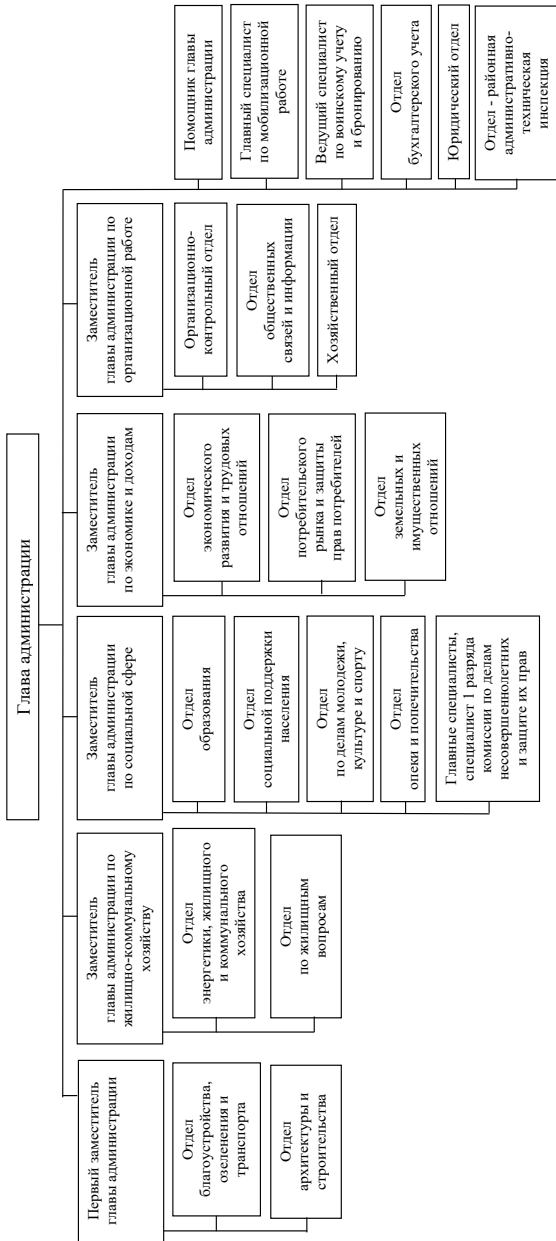 Глава администрации
Первый заместитель
главы администрации
Отдел
благоустройства,
озеленения и
транспорта
Отдел
архитектуры и
строительства
Заместитель
главы администрации по
жилищно-коммунальному
хозяйству
Отдел
энергетики, жилищного
и коммунального
хозяйства
Отдел
по жилищным
вопросам
Заместитель
главы администрации
по социальной сфере
Отдел
образования
Отдел
социальной поддержки
населения
Отдел
по делам молодежи,
культуре и спорту
Отдел
опеки и попечительства
Главные специалисты,
специалист 1 разряда
комиссии по делам
несовершеннолетних
и защите их прав
Заместитель
главы администрации
по экономике и доходам
Отдел
экономического
развития и трудовых
отношений
Отдел
потребительского
рынка и защиты
прав потребителей
Отдел
земельных и
имущественных
отношений
Заместитель
главы администрации по
организационной работе
Организационно-
контрольный отдел
Отдел
общественных
связей и информации
Хозяйственный отдел
Помощник главы
администрации
Главный специалист
по мобилизационной
работе
Ведущий специалист
по воинскому учету
и бронированию
Отдел
бухгалтерского учета
Юридический отдел
Отдел - районная
административно-
техническая
инспекция